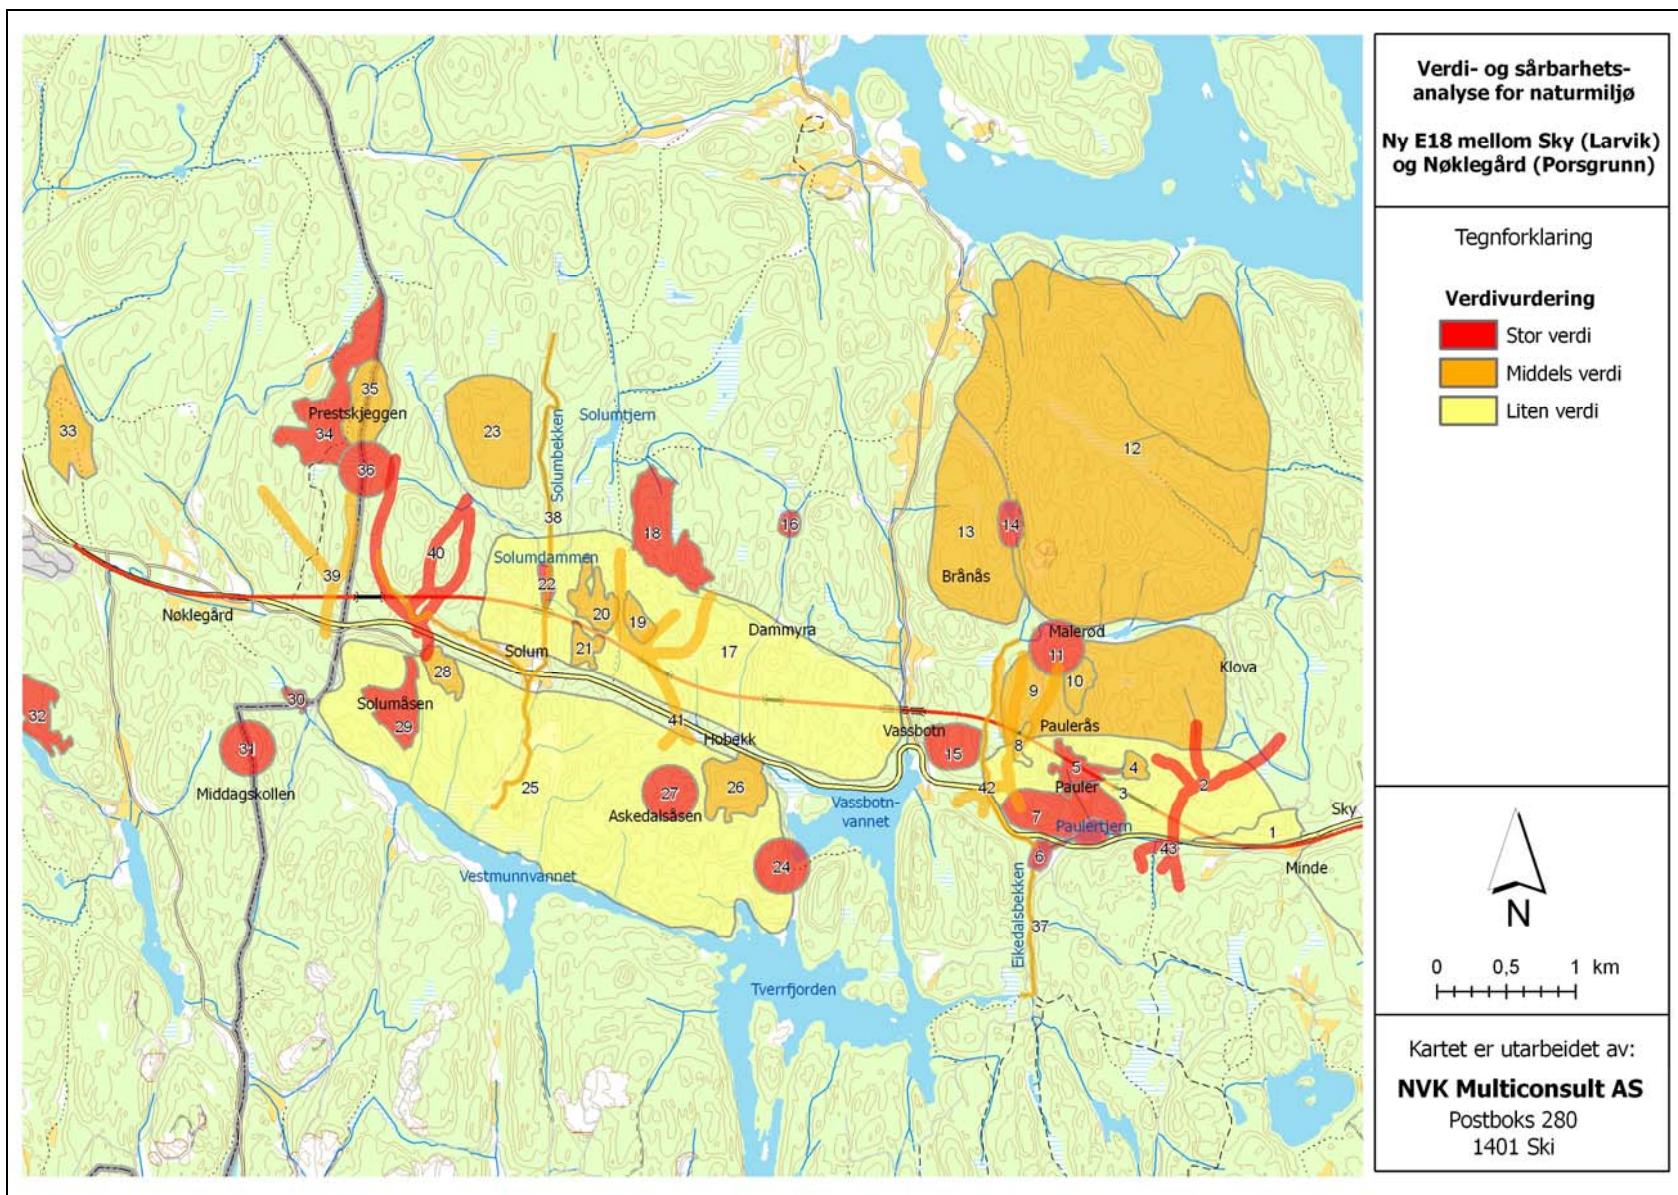 Verdi- og sårbarhets-
analyse for naturmiljø
Ny E18 mellom Sky (Larvik)
og Nøklegård (Porsgrunn)
Tegnforklaring
Verdivurdering
Stor verdi
Middels verdi
Liten verdi
N
0 0,5 1 km
Kartet er utarbeidet av:
NVK Multiconsult AS
Postboks 280
1401 Ski
35
Prestskjeggen
34
33
36
23
Solumtjern
Solumbekken
12
38
18
16
14
13
Solumdammen
40
39
22
Brånås
20
19
Nøklegård
Dammyra
Malerød
21
Solum
17
11
Klova
28
9
10
30
Solumåsen
29
32
41
Hobekk
Vassbotn
Paulerås
8
31
15
5
4
Middagskollen
25
27
26
Pauler
3
2
42
Askedalsåsen
Vassbotn-
vannet
7
Paulertjern
Sky
1
43
6
24
Minde
Vestmunnvannet
Eikedalsbekken
37
Tverrfjorden